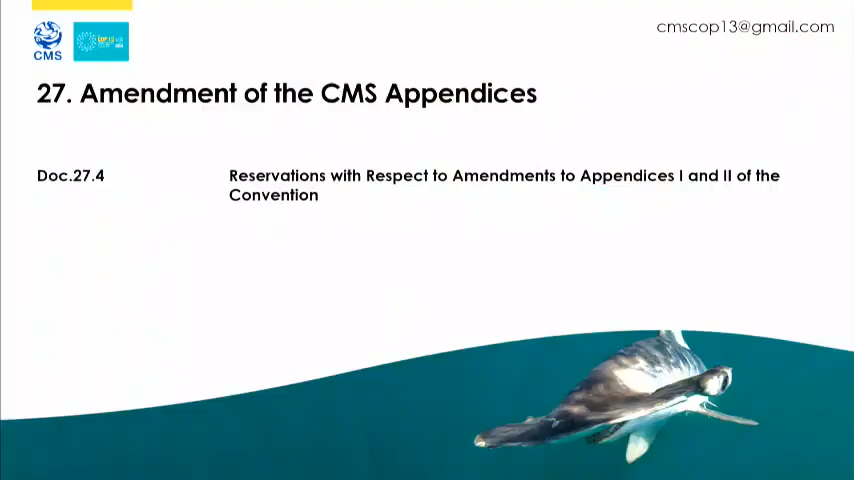 cmscop13@gmail.com
CMS
27. Amendment of the CMS Appendices
Doc.27.4
Reservations with Respect to Amendments to Appendices I and II of the
Convention